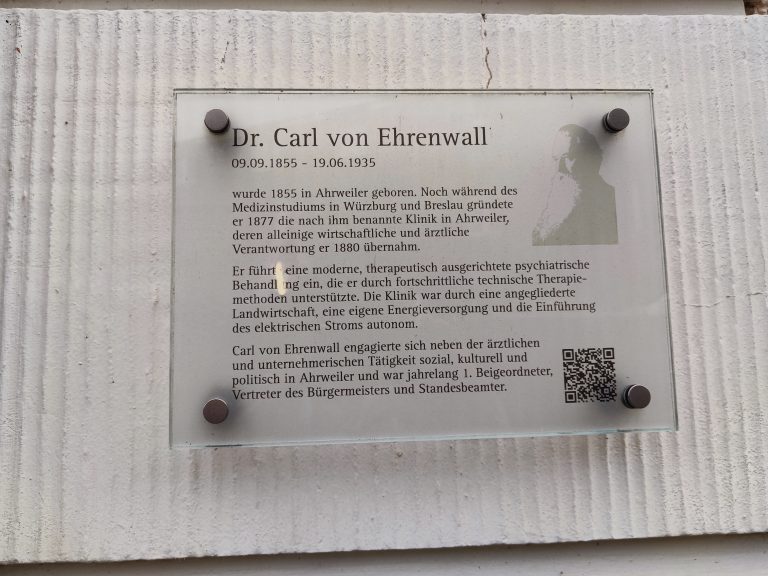 Dr. Carl von Ehrenwall
09.09.1855 - 19.06.1935
wurde 1855 in Ahrweiler geboren. Noch während des
Medizinstudiums in Würzburg und Breslau gründete
er 1877 die nach ihm benannte Klinik in Ahrweiler,
deren alleinige wirtschaftliche und ärztliche
Verantwortung er 1880 übernahm.
Er führte eine moderne, therapeutisch ausgerichtete psychiatrische
Behandlung ein, die er durch fortschrittliche technische Therapie-
methoden unterstützte. Die Klinik war durch eine angegliederte
Landwirtschaft, eine eigene Energieversorgung und die Einführung
des elektrischen Stroms autonom.
Carl von Ehrenwall engagierte sich neben der ärztlichen
und unternehmerischen Tätigkeit sozial, kulturell und
politisch in Ahrweiler und war jahrelang 1. Beigeordneter,
Vertreter des Bürgermeisters und Standesbeamter.